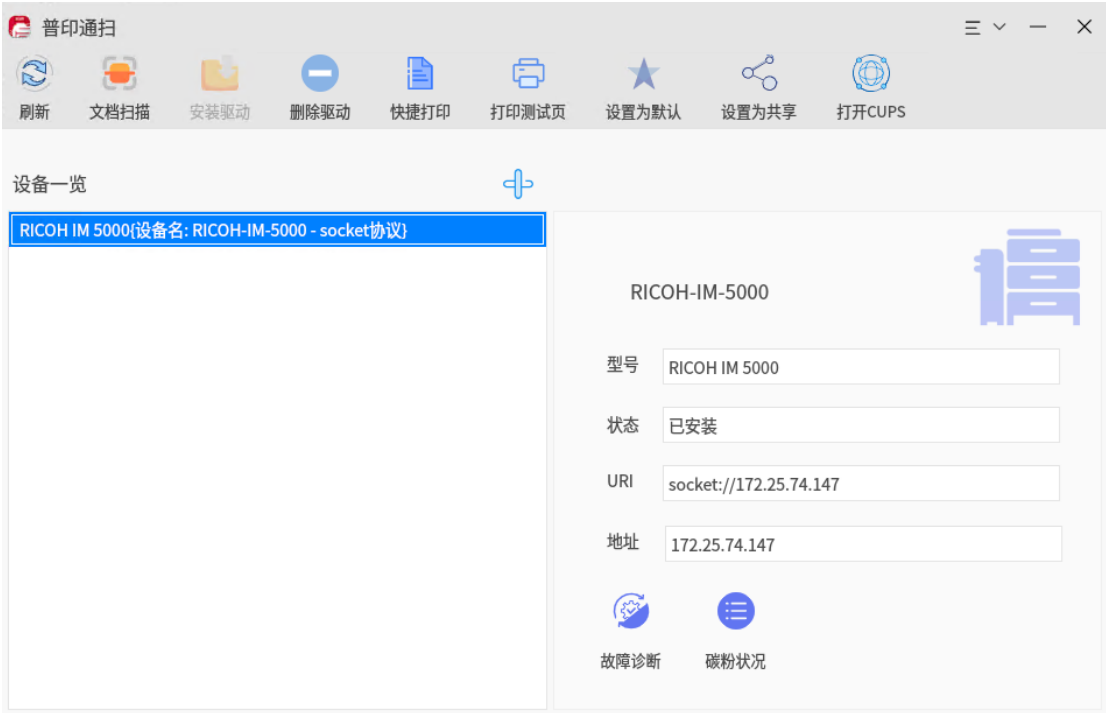 普印通扫
刷新
文档扫描
安装驱动
删除驱动
快捷打印
打印测试页
设置为默认
设置为共享
打开CUPS
设备一览
RICOH IM 5000{设备名: RICOH-IM-5000 - socket协议}
RICOH-IM-5000
型号 RICOH IM 5000
状态 已安装
URI socket://172.25.74.147
地址 172.25.74.147
故障诊断
碳粉状况